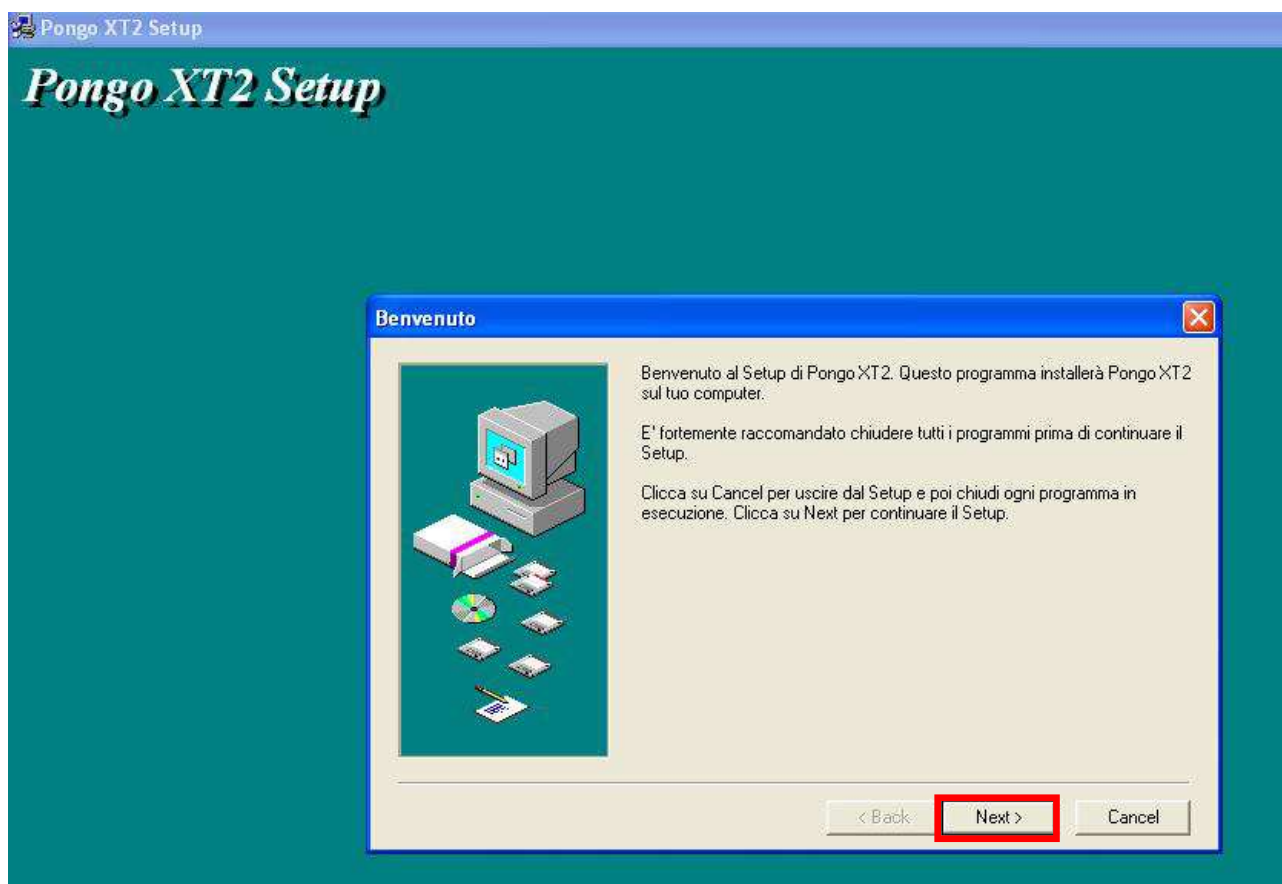 Pongo XT2 Setup
Pongo XT2 Setup
Benvenuto
Benvenuto al Setup di Pongo XT2. Questo programma installerà Pongo XT2
sul tuo computer.
E' fortemente raccomandato chiudere tutti i programmi prima di continuare il
Setup.
Clicca su Cancel per uscire dal Setup e poi chiudi ogni programma in
esecuzione. Clicca su Next per continuare il Setup.
< Back Next > Cancel